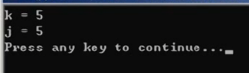 k = 5
j = 5
Press any key to continue..._